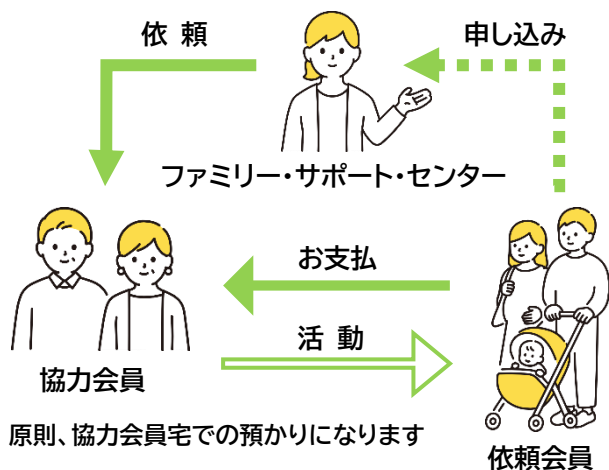 依頼
申し込み
ファミリー・サポート・センター
お支払
活動
協力会員
原則、協力会員宅での預かりになります
依頼会員